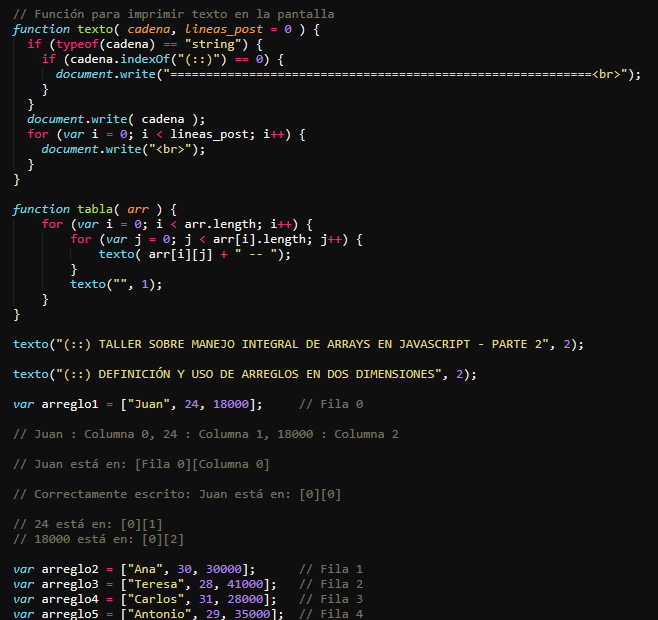 // Función para imprimir texto en la pantalla
function texto( cadena, lineas_post = 0 ) {
if (typeof(cadena) == "string") {
if (cadena.indexOf("(::)") == 0) {
document.write("===========================================================<br>");
}
}
document.write( cadena );
for (var i = 0; i < lineas_post; i++) {
document.write("<br>");
}
}
function tabla( arr ) {
for (var i = 0; i < arr.length; i++) {
for (var j = 0; j < arr[i].length; j++) {
texto( arr[i][j] + " -- ");
}
texto("", 1);
}
}
texto("(::) TALLER SOBRE MANEJO INTEGRAL DE ARRAYS EN JAVASCRIPT - PARTE 2", 2);
texto("(::) DEFINICIÓN Y USO DE ARREGLOS EN DOS DIMENSIONES", 2);
var arreglo1 = ["Juan", 24, 18000];     // Fila 0
// Juan : Columna 0, 24 : Columna 1, 18000 : Columna 2
// Juan está en: [Fila 0][Columna 0]
// Correctamente escrito: Juan está en: [0][0]
// 24 está en: [0][1]
// 18000 está en: [0][2]
var arreglo2 = ["Ana", 30, 30000];      // Fila 1
var arreglo3 = ["Teresa", 28, 41000];   // Fila 2
var arreglo4 = ["Carlos", 31, 28000];   // Fila 3
var arreglo5 = ["Antonio", 29, 35000];  // Fila 4